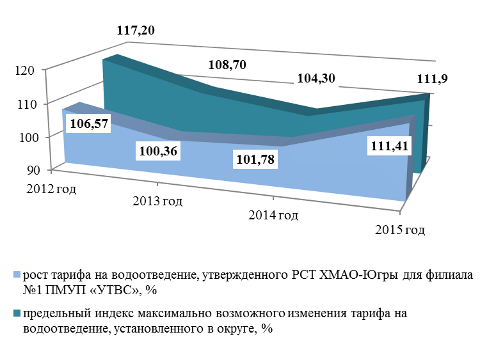 117,20
108,70
104,30
111,9
120
110
100
90
106,57
100,36
101,78
111,41
2012 год
2013 год
2014 год
2015 год
рост тарифа на водоотведение, утвержденного РСТ ХМАО-Югры для филиала
№1 ПМУП «УТВС», %
предельный индекс максимально возможного изменения тарифа на
водоотведение, установленного в округе, %